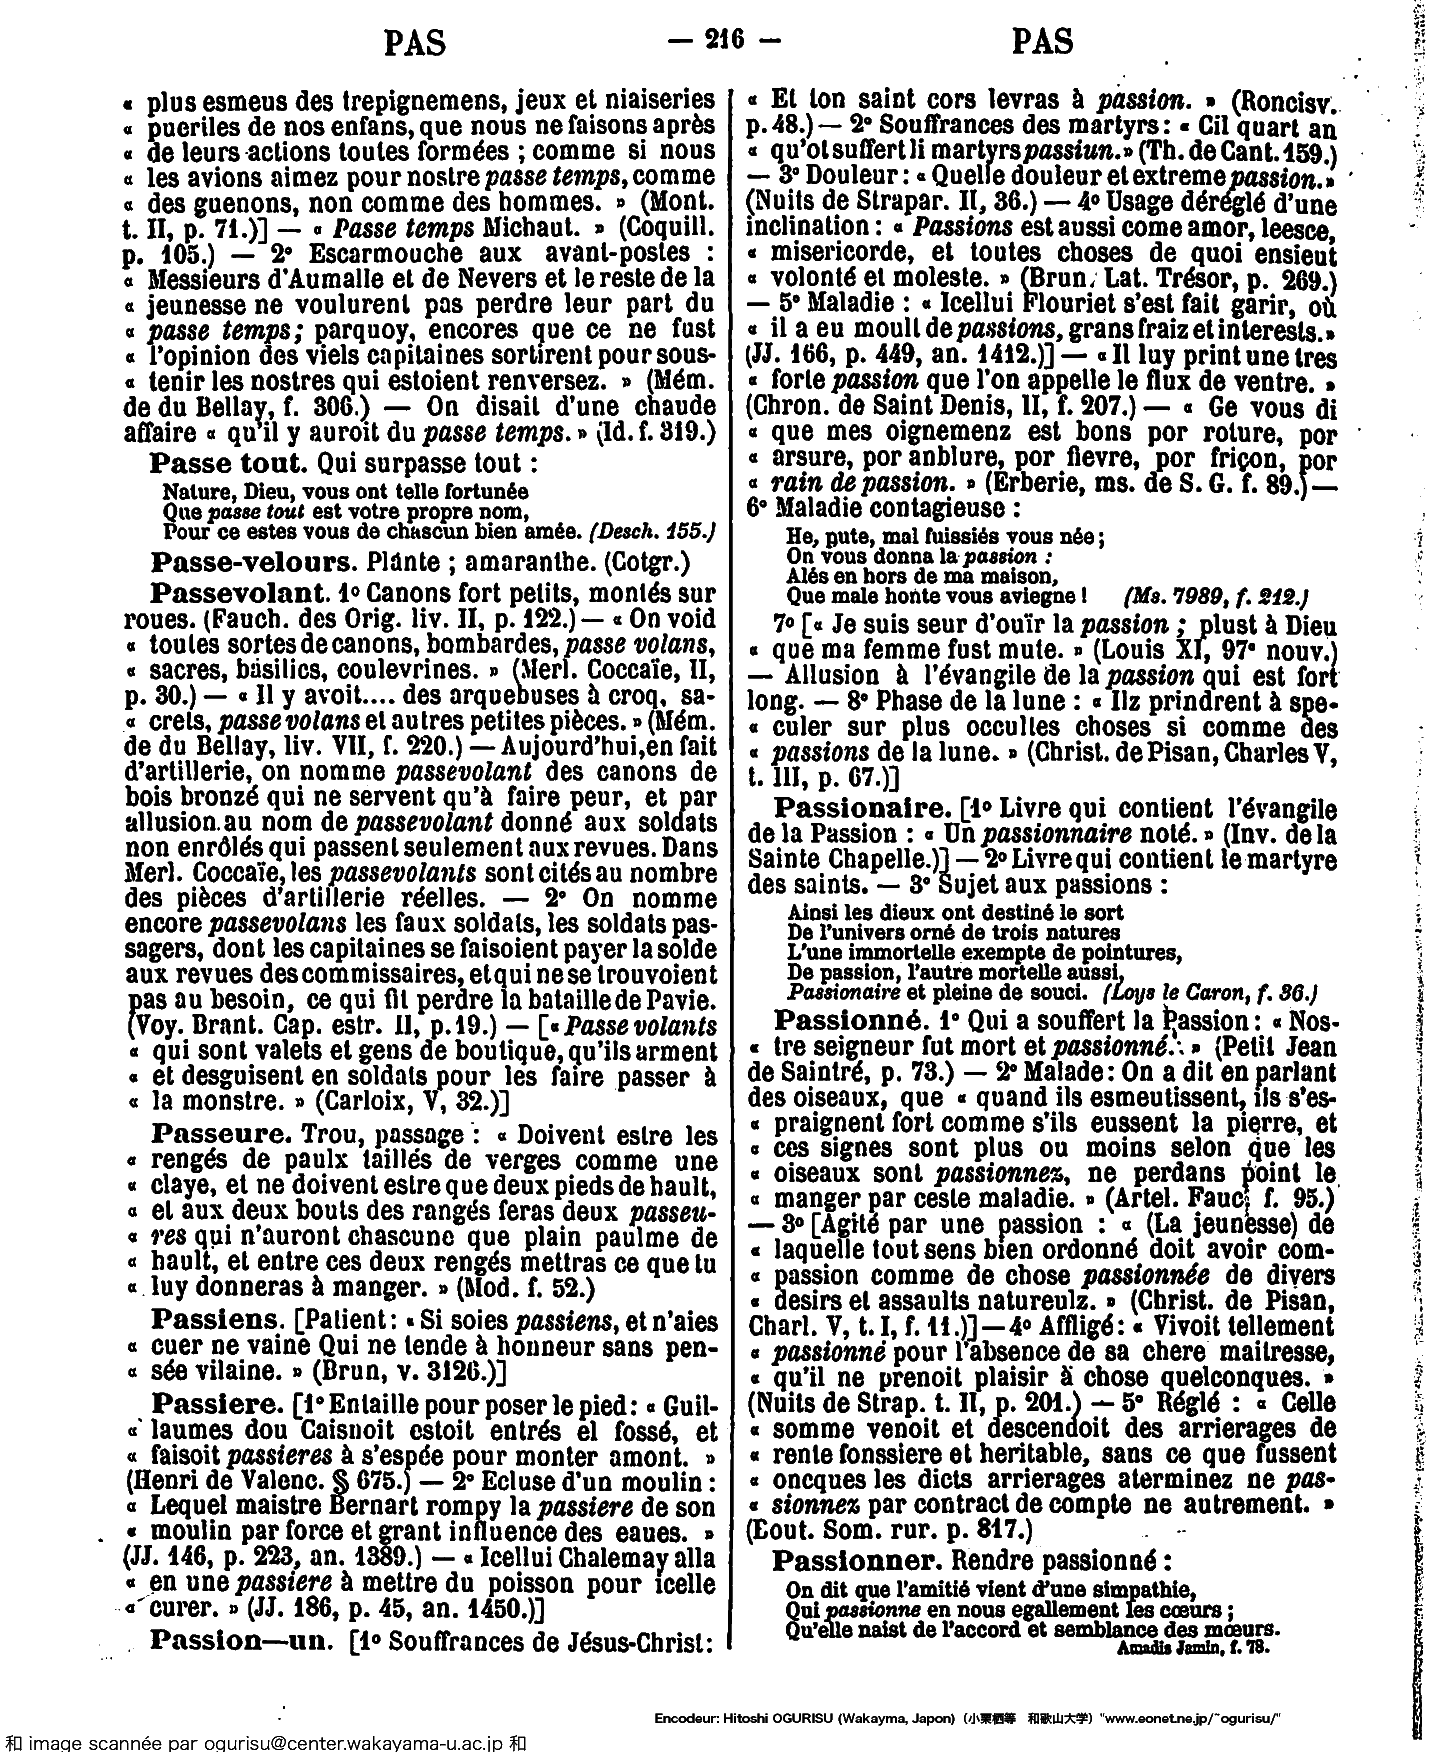 PAS — 216 — PAS
« plus esmeus des trepignemens, jeux et niaiseries
« pueriles de nos enfans, que nous ne faisons après
« de leurs actions toutes formées ; comme si nous
« les avions aimez pour nostre passe temps, comme
« des guenons, non comme des hommes. » (Mont.
t. II, p. 71.)] — « Passe temps Michaut. » (Coquill.
p. 105.) — 2° Escarmouche aux avant-postes :
« Messieurs d'Aumalle et de Nevers et le reste de la
« jeunesse ne voulurent pas perdre leur part du
« passe temps; parquoy, encores que ce ne fust
« l'opinion des viels capitaines sortirent pour sous-
« tenir les nostres qui estoient renversez. » (Mém.
de du Bellay, f. 306.) — On disait d'une chaude
affaire « qu'il y auroit du passe temps. » (Id. f. 319.)
Passe tout. Qui surpasse tout :
Nature, Dieu, vous ont telle fortunée
Que passe tout est votre propre nom,
Pour ce estes vous de chascun bien amée. (Desch. 155.)
Passe-velours. Plante ; amaranthe. (Cotgr.)
Passevolant. 1° Canons fort petits, montés sur
roues. (Fauch. des Orig. liv. II, p. 122.) — « On void
« toutes sortes de canons, bombardes, passe volans,
« sacres, basilics, coulevrines. » (Merl. Coccaïe, II,
p. 30.) — « Il y avoit.... des arquebuses à croq, sa-
« crets, passe volans et autres petites pièces. » (Mém.
de du Bellay, liv. VII, f. 220.) — Aujourd'hui, en fait
d'artillerie, on nomme passevolant des canons de
bois bronzé qui ne servent qu'à faire peur, et par
allusion au nom de passevolant donné aux soldats
non enrôlés qui passent seulement aux revues. Dans
Merl. Coccaïe, les passevolants sont cités au nombre
des pièces d'artillerie réelles. — 2° On nomme
encore passevolans les faux soldats, les soldats pas-
sagers, dont les capitaines se faisoient payer la solde
aux revues des commissaires, et qui ne se trouvoient
pas au besoin, ce qui fit perdre la bataille de Pavie.
(Voy. Brant. Cap. estr. II, p. 19.) — [« Passe volants
« qui sont valets et gens de boutique, qu'ils arment
« et desguisent en soldats pour les faire passer à
« la monstre. » (Carloix, V, 32.)]
Passeure. Trou, passage : « Doivent estre les
« rengés de paulx taillés de verges comme une
« claye, et ne doivent estre que deux pieds de hault,
« et aux deux bouts des rangés feras deux passeu-
« res qui n'auront chascune que plain paulme de
« hault, et entre ces deux rengés mettras ce que tu
« luy donneras à manger. » (Mod. f. 52.)
Passiens. [Patient : « Si soies passiens, et n'aies
« cuer ne vaine Qui ne tende à honneur sans pen-
« sée vilaine. » (Brun, v. 3126.)]
Passiere. [1° Entaille pour poser le pied : « Guil-
« laumes dou Caisnoit estoit entrés el fossé, et
« faisoit passieres à s'espée pour monter amont. »
(Henri de Valenc. § 675.) — 2° Ecluse d'un moulin :
« Lequel maistre Bernart rompy la passiere de son
« moulin par force et grant influence des eaues. »
(JJ. 146, p. 223, an. 1389.) — « Icellui Chalemay alla
« en une passiere à mettre du poisson pour icelle
« curer. » (JJ. 186, p. 45, an. 1450.)]
Passion—un. [1° Souffrances de Jésus-Christ :
« Et ton saint cors levras à passion. » (Roncisv.
p. 48.) — 2° Souffrances des martyrs : « Cil quart an
« qu'ot suffert li martyrs passiun. » (Th. de Cant. 159.)
— 3° Douleur : « Quelle douleur et extreme passion. »
(Nuits de Strapar. II, 36.) — 4° Usage déréglé d'une
inclination : « Passions est aussi come amor, leesce,
« misericorde, et toutes choses de quoi ensieut
« volonté et moleste. » (Brun. Lat. Trésor, p. 269.)
— 5° Maladie : « Icellui Flouriet s'est fait garir, où
« il a eu moult de passions, grans fraiz et interests. »
(JJ. 166, p. 449, an. 1412.)] — « Il luy print une tres
« forte passion que l'on appelle le flux de ventre. »
(Chron. de Saint Denis, II, f. 207.) — « Ge vous di
« que mes oignemenz est bons por roture, por
« arsure, por anblure, por fievre, por friçon, por
« rain de passion. » (Erberie, ms. de S. G. f. 89.) —
6° Maladie contagieuse :
He, pute, mal fuissiés vous née ;
On vous donna la passion :
Alés en hors de ma maison,
Que male honte vous aviegne ! (Ms. 7989, f. 212.)
7° [« Je suis seur d'ouïr la passion ; plust à Dieu
« que ma femme fust mute. » (Louis XI, 97e nouv.)
— Allusion à l'évangile de la passion qui est fort
long. — 8° Phase de la lune : « Ilz prindrent à spe-
« culer sur plus occultes choses si comme des
« passions de la lune. » (Christ. de Pisan, Charles V,
t. III, p. 67.)]
Passionaire. [1° Livre qui contient l'évangile
de la Passion : « Un passionnaire noté. » (Inv. de la
Sainte Chapelle.)] — 2° Livre qui contient le martyre
des saints. — 3° Sujet aux passions :
Ainsi les dieux ont destiné le sort
De l'univers orné de trois natures
L'une immortelle exempte de pointures,
De passion, l'autre mortelle aussi,
Passionaire et pleine de souci. (Loys le Caron, f. 36.)
Passionné. 1° Qui a souffert la Passion : « Nos-
« tre seigneur fut mort et passionné. » (Petit Jean
de Saintré, p. 73.) — 2° Malade : On a dit en parlant
des oiseaux, que « quand ils esmeutissent, ils s'es-
« praignent fort comme s'ils eussent la pierre, et
« ces signes sont plus ou moins selon que les
« oiseaux sont passionnez, ne perdans point le
« manger par ceste maladie. » (Artel. Fauc. f. 95.)
— 3° [Agité par une passion : « (La jeunesse) de
« laquelle tout sens bien ordonné doit avoir com-
« passion comme de chose passionnée de divers
« desirs et assaults natureulz. » (Christ. de Pisan,
Charl. V, t. I, f. 11.)] — 4° Affligé : « Vivoit tellement
« passionné pour l'absence de sa chere maitresse,
« qu'il ne prenoit plaisir à chose quelconques. »
(Nuits de Strap. t. II, p. 201.) — 5° Réglé : « Celle
« somme venoit et descendoit des arrierages de
« rente fonssiere et heritable, sans ce que fussent
« oncques les dicts arrierages aterminez ne pas-
« sionnez par contract de compte ne autrement. »
(Bout. Som. rur. p. 817.)
Passionner. Rendre passionné :
On dit que l'amitié vient d'une simpathie,
Qui passionne en nous egallement les cœurs ;
Qu'elle naist de l'accord et semblance des mœurs.
Amadis Jamin, f. 78.
Encodeur: Hitoshi OGURISU (Wakayma, Japon) (小栗栖等 和歌山大学) "www.eonet.ne.jp/~ogurisu/"
和 image scannée par ogurisu@center.wakayama-u.ac.jp 和